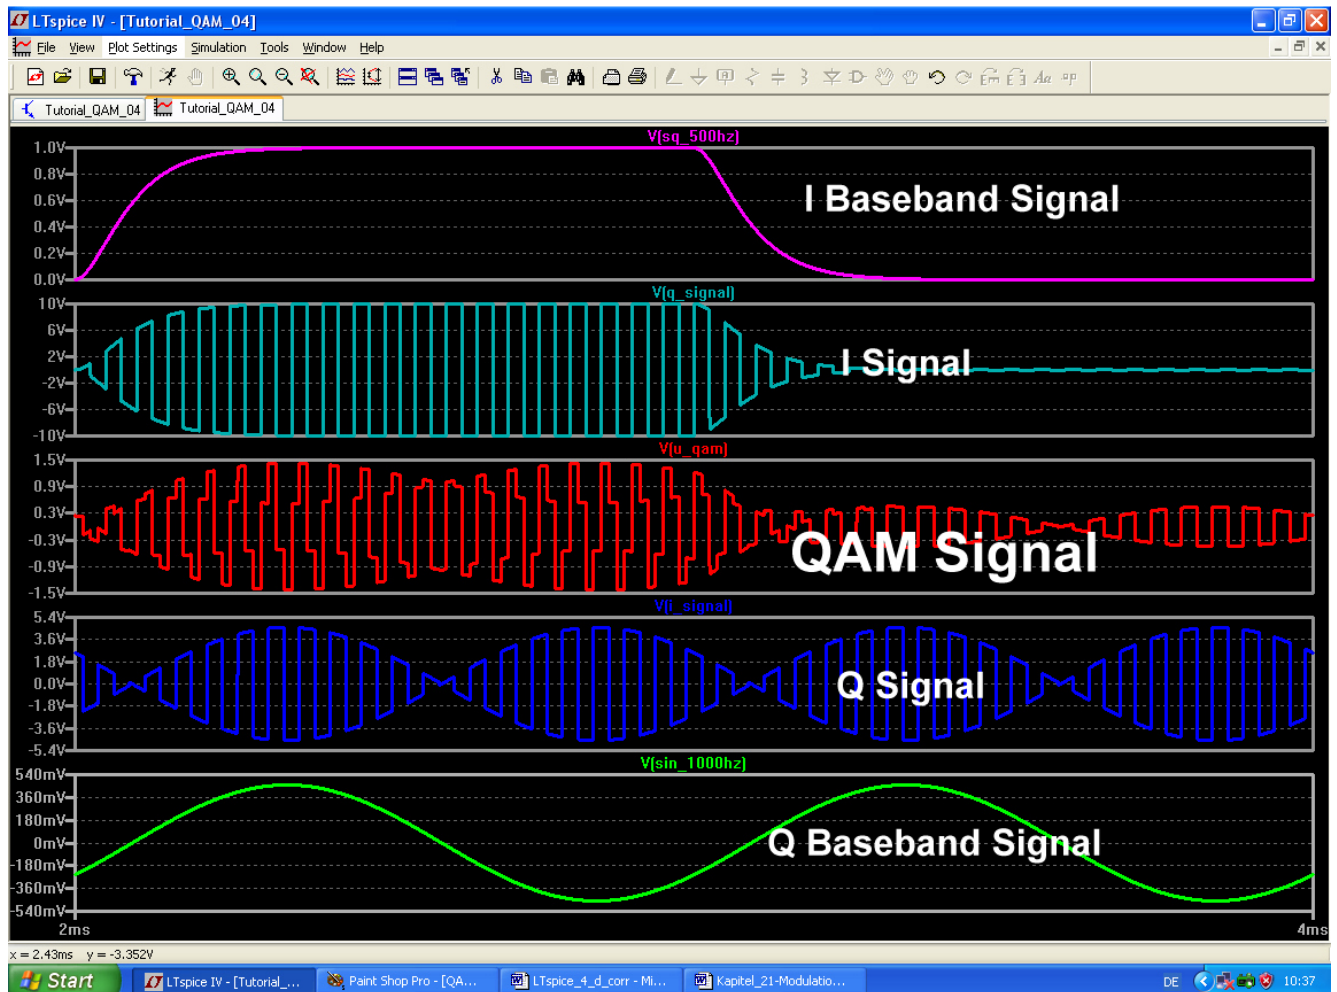 LTspice IV - [Tutorial_QAM_04]
File View Plot Settings Simulation Tools Window Help
Tutorial_QAM_04 Tutorial_QAM_04
V(sq_500hz)
1.0V
0.8V
0.6V
0.4V
0.2V
0.0V
I Baseband Signal
V(q_signal)
10V
6V
2V
-2V
-6V
-10V
I Signal
V(u_qam)
1.5V
0.9V
0.3V
-0.3V
-0.9V
-1.5V
QAM Signal
V(i_signal)
5.4V
3.6V
1.8V
0.0V
-1.8V
-3.6V
-5.4V
Q Signal
V(sin_1000hz)
540mV
360mV
180mV
0mV
-180mV
-360mV
-540mV
Q Baseband Signal
2ms 4ms
x = 2.43ms y = -3.352V
Start LTspice IV - [Tutorial_... Paint Shop Pro - [QA... LTspice_4_d_corr - Mi... Kapitel_21-Modulatio... DE 10:37